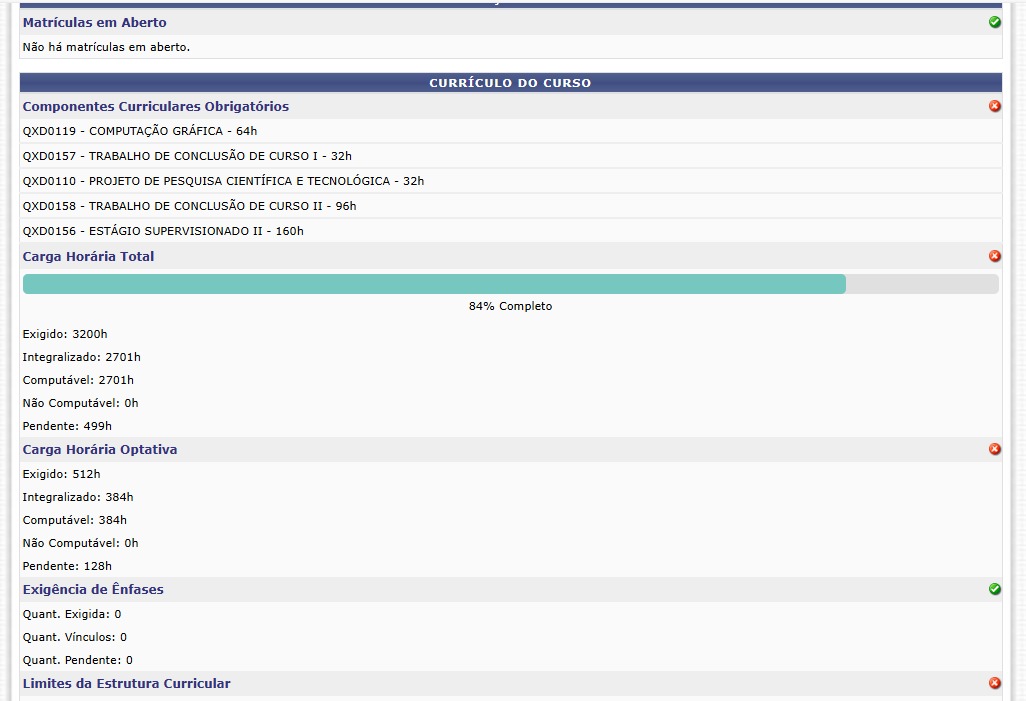 Matrículas em Aberto
Não há matrículas em aberto.
CURRÍCULO DO CURSO
Componentes Curriculares Obrigatórios
QXD0119 - COMPUTAÇÃO GRÁFICA - 64h
QXD0157 - TRABALHO DE CONCLUSÃO DE CURSO I - 32h
QXD0110 - PROJETO DE PESQUISA CIENTÍFICA E TECNOLÓGICA - 32h
QXD0158 - TRABALHO DE CONCLUSÃO DE CURSO II - 96h
QXD0156 - ESTÁGIO SUPERVISIONADO II - 160h
Carga Horária Total
84% Completo
Exigido: 3200h
Integralizado: 2701h
Computável: 2701h
Não Computável: 0h
Pendente: 499h
Carga Horária Optativa
Exigido: 512h
Integralizado: 384h
Computável: 384h
Não Computável: 0h
Pendente: 128h
Exigência de Ênfases
Quant. Exigida: 0
Quant. Vínculos: 0
Quant. Pendente: 0
Limites da Estrutura Curricular